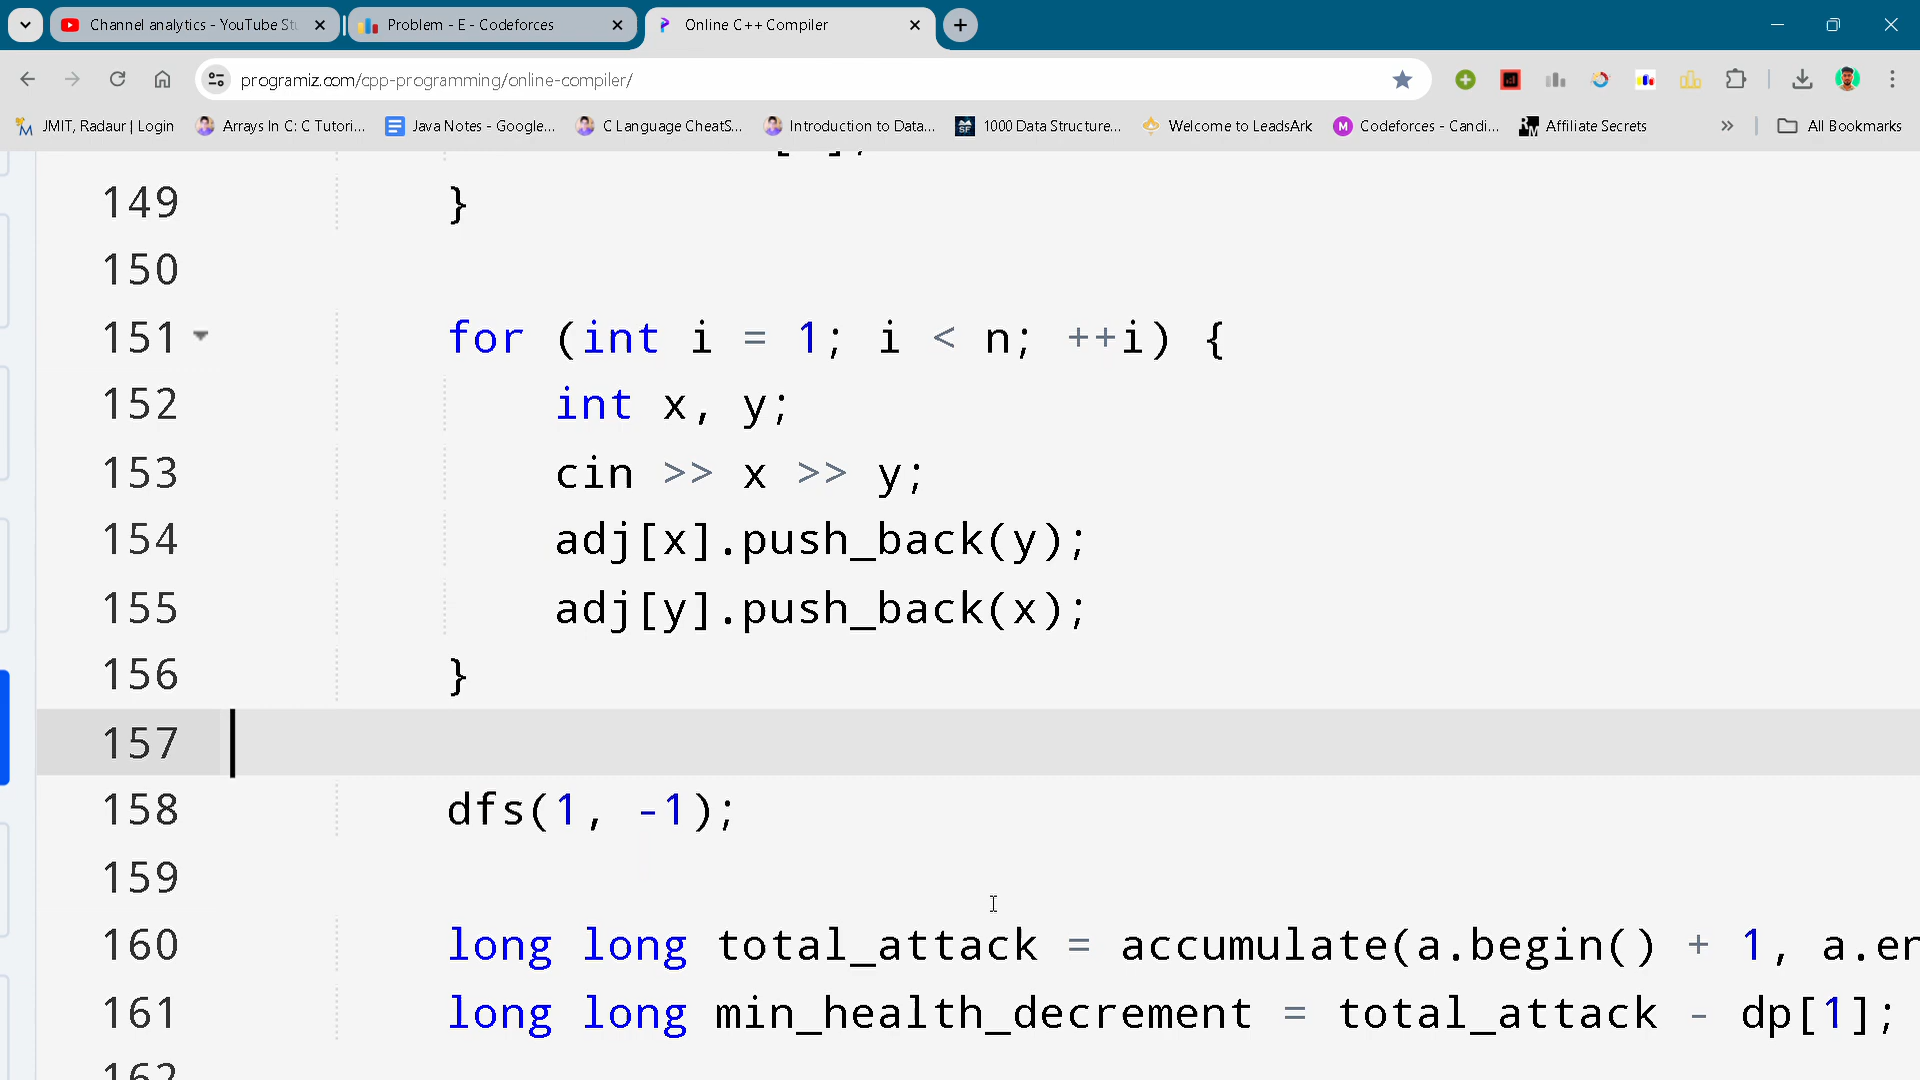 Channel analytics - YouTube St
Problem - E - Codeforces
Online C++ Compiler
programiz.com/cpp-programming/online-compiler/
JMIT, Radaur | Login
Arrays In C: C Tutori...
Java Notes - Google...
C Language CheatS...
Introduction to Data...
1000 Data Structure...
Welcome to LeadsArk
Codeforces - Candi...
Affiliate Secrets
All Bookmarks
149 }
150
151 for (int i = 1; i < n; ++i) {
152 int x, y;
153 cin >> x >> y;
154 adj[x].push_back(y);
155 adj[y].push_back(x);
156 }
157
158 dfs(1, -1);
159
160 long long total_attack = accumulate(a.begin() + 1, a.en
161 long long min_health_decrement = total_attack - dp[1];
162